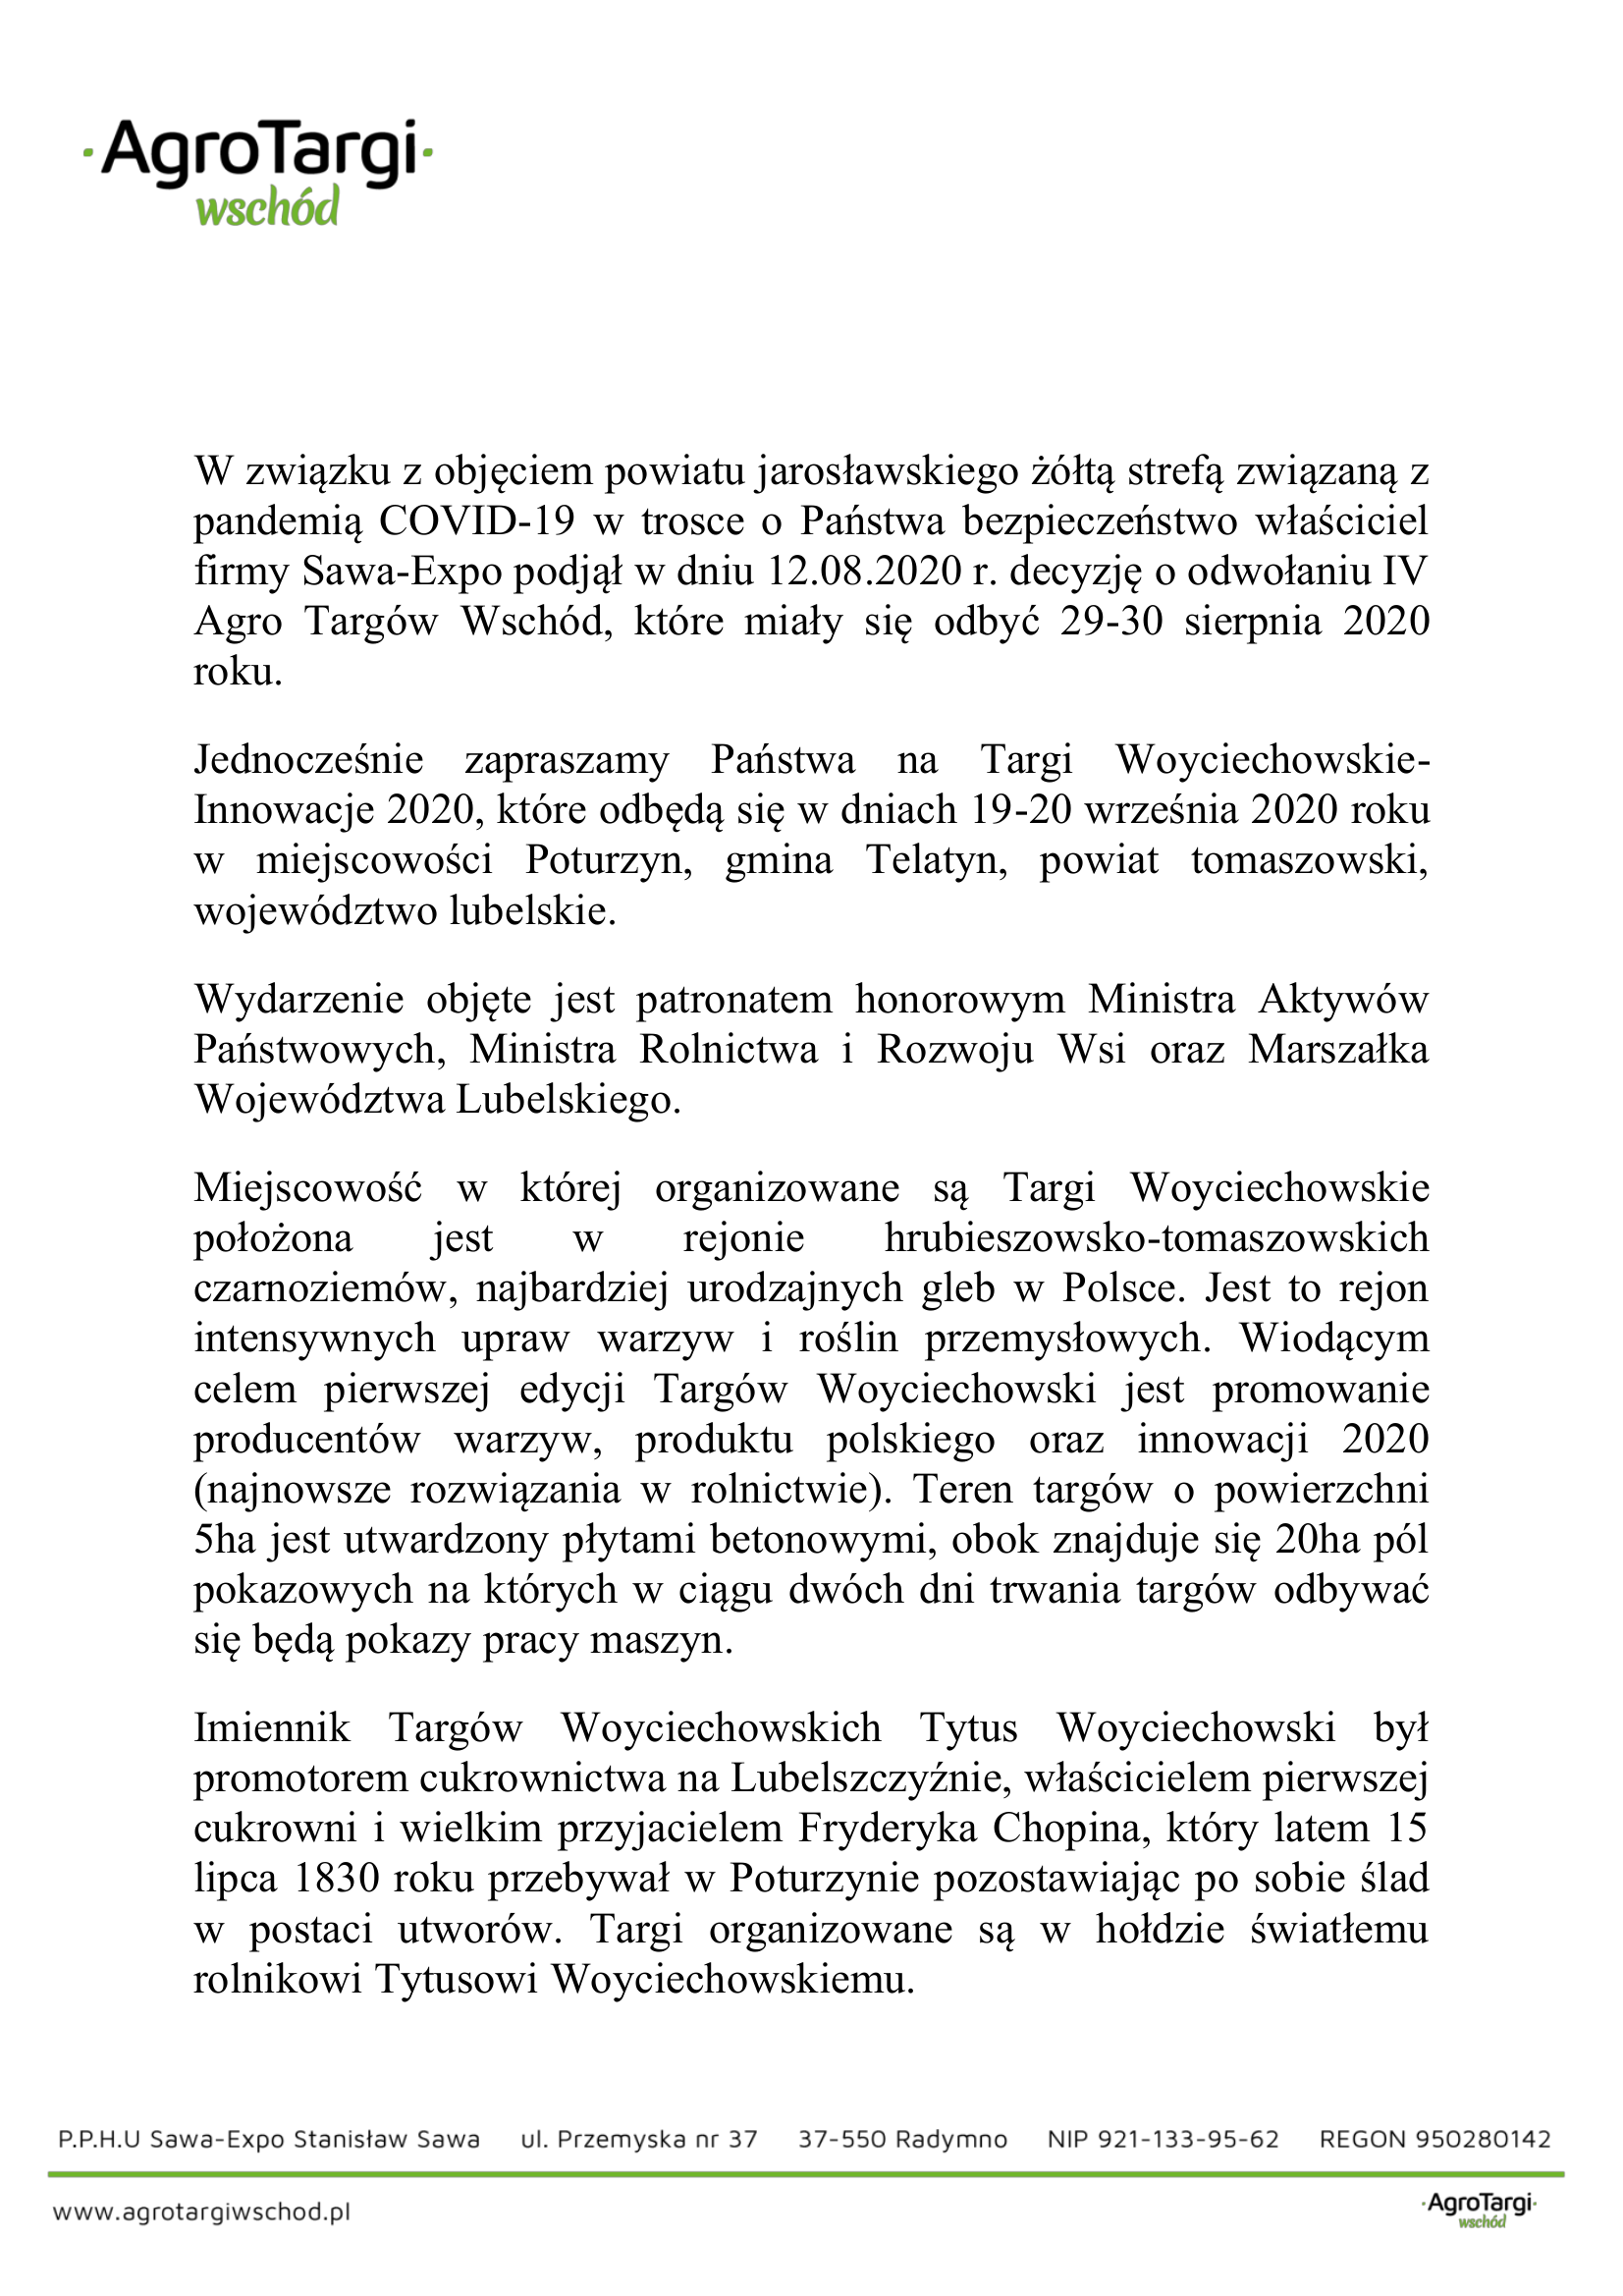 AgroTargi
wschód
W związku z objęciem powiatu jarosławskiego żółtą strefą związaną z
pandemią COVID-19 w trosce o Państwa bezpieczeństwo właściciel
firmy Sawa-Expo podjął w dniu 12.08.2020 r. decyzję o odwołaniu IV
Agro Targów Wschód, które miały się odbyć 29-30 sierpnia 2020
roku.
Jednocześnie zapraszamy Państwa na Targi Woyciechowskie-
Innowacje 2020, które odbędą się w dniach 19-20 września 2020 roku
w miejscowości Poturzyn, gmina Telatyn, powiat tomaszowski,
województwo lubelskie.
Wydarzenie objęte jest patronatem honorowym Ministra Aktywów
Państwowych, Ministra Rolnictwa i Rozwoju Wsi oraz Marszałka
Województwa Lubelskiego.
Miejscowość w której organizowane są Targi Woyciechowskie
położona jest w rejonie hrubieszowsko-tomaszowskich
czarnoziemów, najbardziej urodzajnych gleb w Polsce. Jest to rejon
intensywnych upraw warzyw i roślin przemysłowych. Wiodącym
celem pierwszej edycji Targów Woyciechowski jest promowanie
producentów warzyw, produktu polskiego oraz innowacji 2020
(najnowsze rozwiązania w rolnictwie). Teren targów o powierzchni
5ha jest utwardzony płytami betonowymi, obok znajduje się 20ha pól
pokazowych na których w ciągu dwóch dni trwania targów odbywać
się będą pokazy pracy maszyn.
Imiennik Targów Woyciechowskich Tytus Woyciechowski był
promotorem cukrownictwa na Lubelszczyźnie, właścicielem pierwszej
cukrowni i wielkim przyjacielem Fryderyka Chopina, który latem 15
lipca 1830 roku przebywał w Poturzynie pozostawiając po sobie ślad
w postaci utworów. Targi organizowane są w hołdzie światłemu
rolnikowi Tytusowi Woyciechowskiemu.
P.P.H.U Sawa-Expo Stanisław Sawa ul. Przemyska nr 37 37-550 Radymno NIP 921-133-95-62 REGON 950280142
www.agrotargiwschod.pl
AgroTargi
wschód